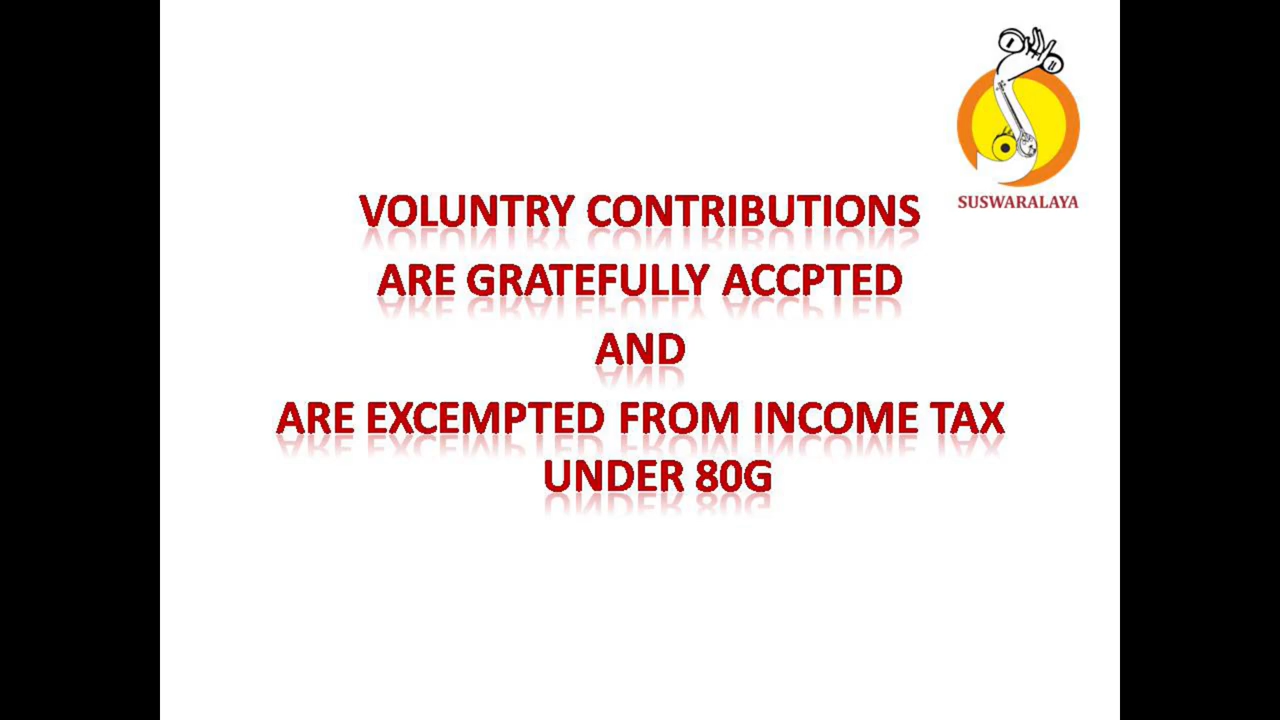 SUSWARALAYA
VOLUNTRY CONTRIBUTIONS
ARE GRATEFULLY ACCPTED
AND
ARE EXCEMPTED FROM INCOME TAX
UNDER 80G